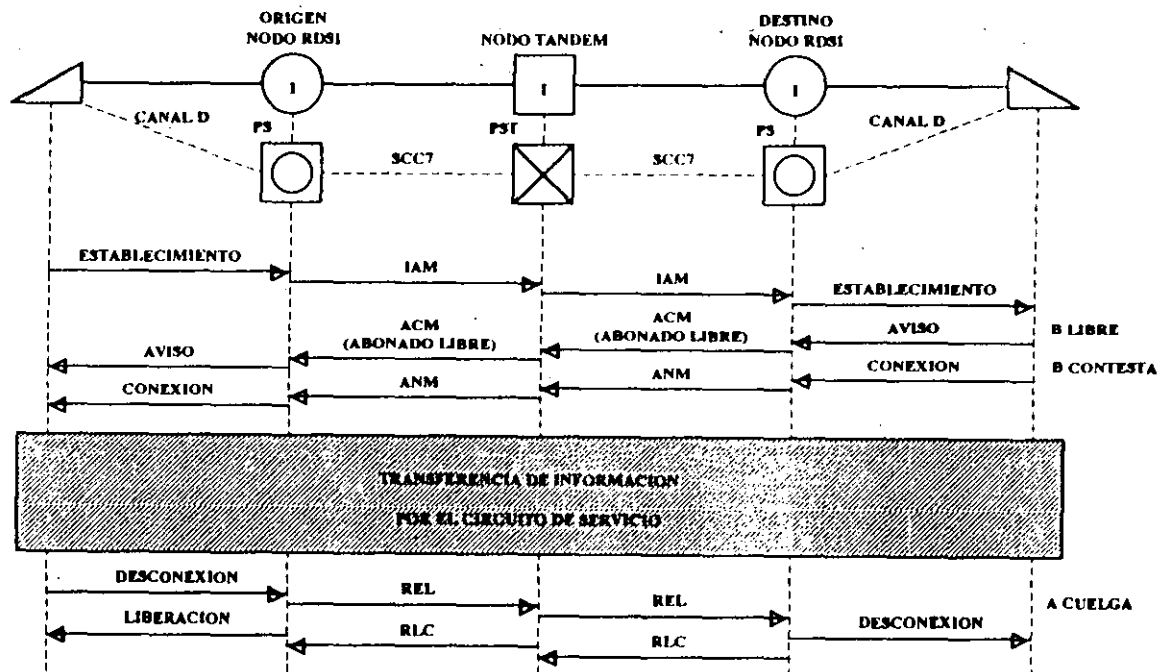 ORIGEN
NODO RDSI
NODO TANDEM
DESTINO
NODO RDSI
I
I
I
CANAL D
PS
PST
PS
CANAL D
SCC7
SCC7
ESTABLECIMIENTO
IAM
IAM
ESTABLECIMIENTO
ACM
(ABONADO LIBRE)
ACM
(ABONADO LIBRE)
AVISO
B LIBRE
AVISO
CONEXION
B CONTESTA
ANM
ANM
CONEXION
TRANSFERENCIA DE INFORMACION
POR EL CIRCUITO DE SERVICIO
DESCONEXION
REL
REL
A CUELGA
LIBERACION
RLC
RLC
DESCONEXION